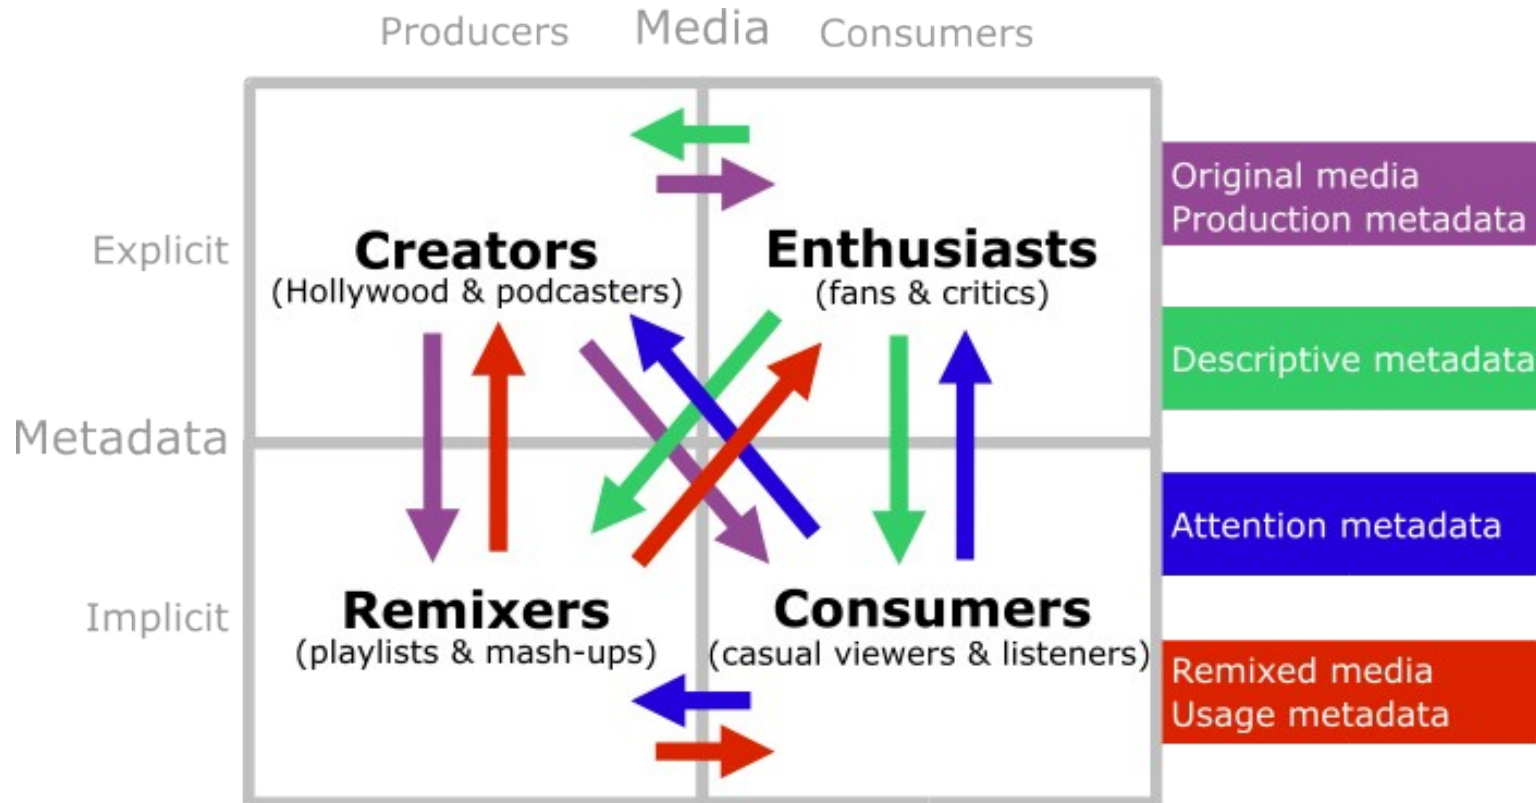 Producers Media Consumers
Original media
Production metadata
Explicit
Creators
(Hollywood & podcasters)
Enthusiasts
(fans & critics)
Descriptive metadata
Metadata
Attention metadata
Implicit
Remixers
(playlists & mash-ups)
Consumers
(casual viewers & listeners)
Remixed media
Usage metadata